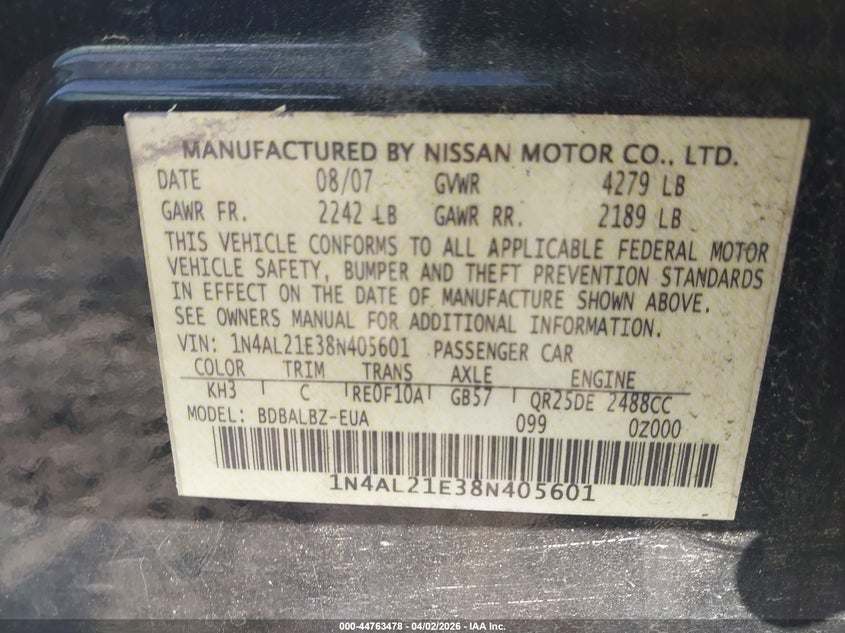 MANUFACTURED BY NISSAN MOTOR CO., LTD.
DATE 08/07 GVWR 4279 LB
GAWR FR. 2242 LB GAWR RR. 2189 LB
THIS VEHICLE CONFORMS TO ALL APPLICABLE FEDERAL MOTOR
VEHICLE SAFETY, BUMPER AND THEFT PREVENTION STANDARDS
IN EFFECT ON THE DATE OF MANUFACTURE SHOWN ABOVE.
SEE OWNERS MANUAL FOR ADDITIONAL INFORMATION.
VIN: 1N4AL21E38N405601 PASSENGER CAR
COLOR TRIM TRANS AXLE ENGINE
KH3 C RE0F10A GB57 QR25DE 2488CC
MODEL: BDBALBZ-EUA 099 0Z000
1N4AL21E38N405601
000-44763478 - 04/02/2026 - IAA Inc.